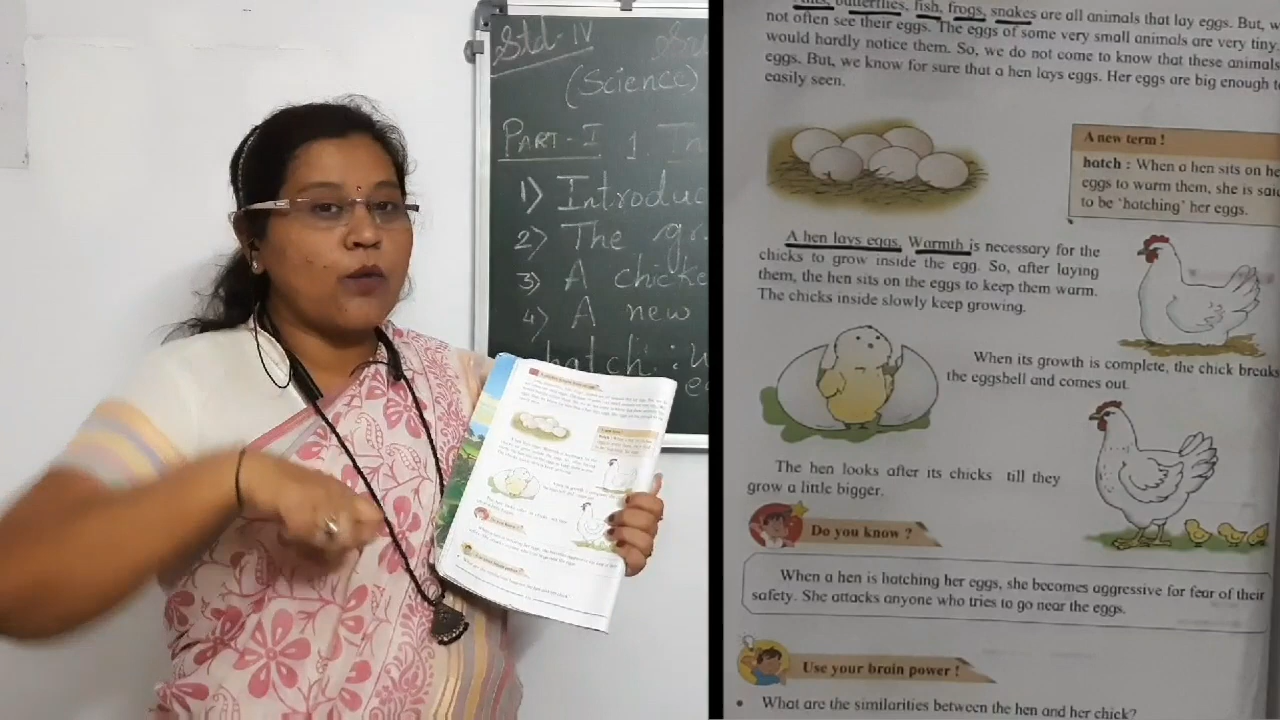 Std-IV
(Science)
PART-I 1. In
1) Introduc
2) The gr
3) A chicke
4) A new
hatch :
butterflies, fish, frogs, snakes are all animals that lay eggs. But, w
not often see their eggs. The eggs of some very small animals are very tiny.
would hardly notice them. So, we do not come to know that these animals
eggs. But, we know for sure that a hen lays eggs. Her eggs are big enough t
easily seen.
A new term !
hatch : When a hen sits on he
eggs to warm them, she is said
to be 'hatching' her eggs.
A hen lays eggs. Warmth is necessary for the
chicks to grow inside the egg. So, after laying
them, the hen sits on the eggs to keep them warm.
The chicks inside slowly keep growing.
When its growth is complete, the chick breaks
the eggshell and comes out.
The hen looks after its chicks till they
grow a little bigger.
Do you know ?
When a hen is hatching her eggs, she becomes aggressive for fear of their
safety. She attacks anyone who tries to go near the eggs.
Use your brain power !
• What are the similarities between the hen and her chick?